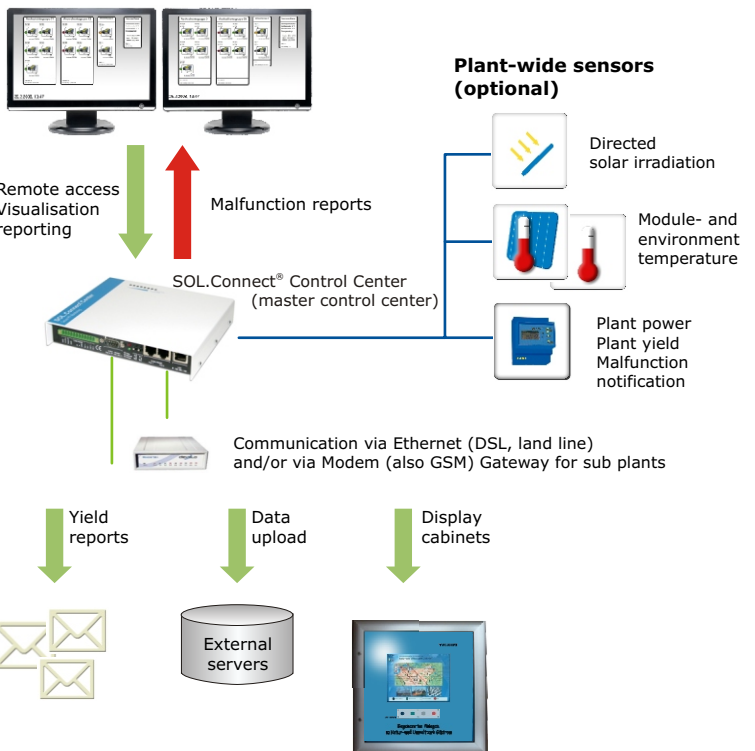 Plant-wide sensors
(optional)
Directed
solar irradiation
Remote access
Visualisation
reporting
Malfunction reports
Module- and
environment
temperature
SOL.Connect® Control Center
(master control center)
Plant power
Plant yield
Malfunction
notification
Communication via Ethernet (DSL, land line)
and/or via Modem (also GSM) Gateway for sub plants
Yield
reports
Data
upload
Display
cabinets
External
servers